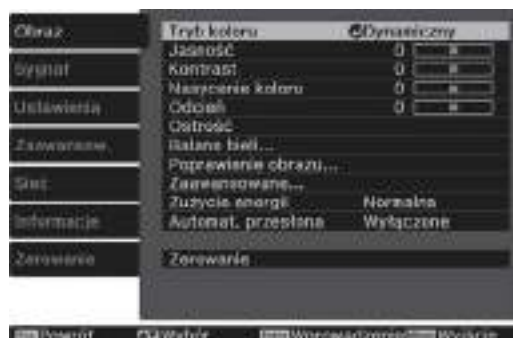 Obraz
Sygnał
Ustawienia
Zaawansow.
Sieć
Informacje
Zerowanie
Tryb koloru Dynamiczny
Jasność 0
Kontrast 0
Nasycenie koloru 0
Odcień 0
Ostrość
Balans bieli...
Poprawienie obrazu...
Zaawansowane...
Zużycie energii Normalne
Automat. przesłona Wyłączone
Zerowanie
Powrót Wybór Wprowadzenie Wyjście